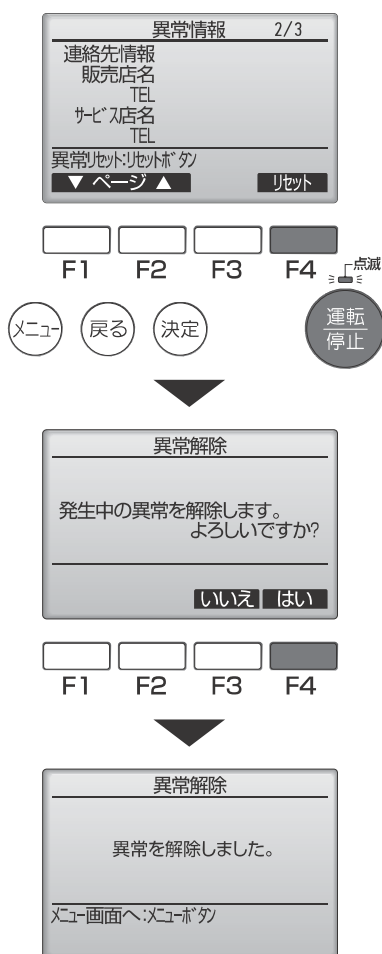 異常情報 2/3
連絡先情報
販売店名
TEL
ｻｰﾋﾞｽ店名
TEL
異常ﾘｾｯﾄ:ﾘｾｯﾄﾎﾞﾀﾝ
▼ ページ ▲ ﾘｾｯﾄ
F1 F2 F3 F4
点滅
ﾒﾆｭｰ 戻る 決定 運転
停止
異常解除
発生中の異常を解除します。
よろしいですか?
いいえ はい
F1 F2 F3 F4
異常解除
異常を解除しました。
ﾒﾆｭｰ画面へ:ﾒﾆｭｰﾎﾞﾀﾝ